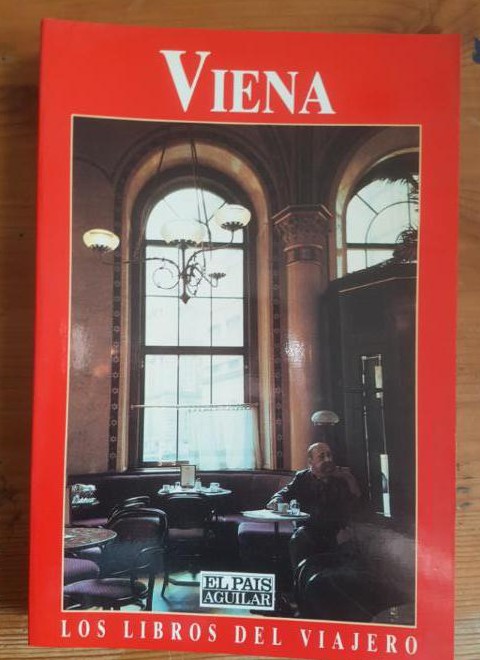 VIENA
EL PAIS
AGUILAR
LOS LIBROS DEL VIAJERO